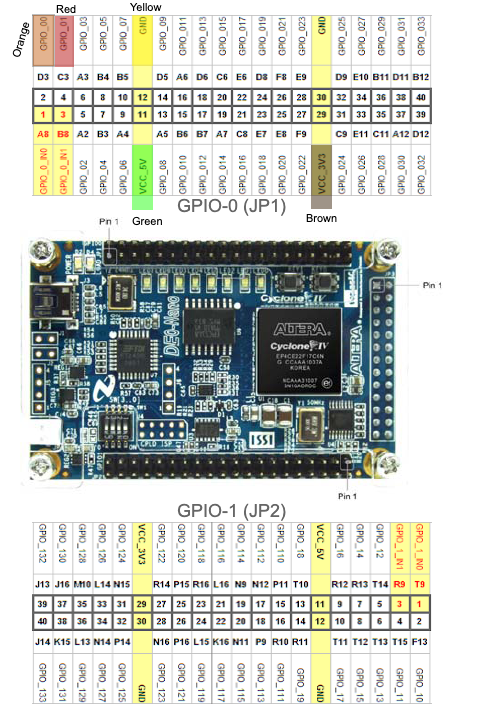 Orange
Red
Yellow
GPIO_00 GPIO_01 GPIO_03 GPIO_05 GPIO_07 GND GPIO_09 GPIO_011 GPIO_013 GPIO_015 GPIO_017 GPIO_019 GPIO_021 GPIO_023 GND GPIO_025 GPIO_027 GPIO_029 GPIO_031 GPIO_033
D3 C3 A3 B4 B5 D5 A6 D6 C6 E6 D8 F8 E9 D9 E10 B11 D11 B12
2 4 6 8 10 12 14 16 18 20 22 24 26 28 30 32 34 36 38 40
1 3 5 7 9 11 13 15 17 19 21 23 25 27 29 31 33 35 37 39
A8 B8 A2 B3 A4 A5 B6 B7 A7 C8 E7 E8 F9 C9 E11 C11 A12 D12
GPIO_0_IN0 GPIO_0_IN1 GPIO_02 GPIO_04 GPIO_06 VCC_5V GPIO_08 GPIO_010 GPIO_012 GPIO_014 GPIO_016 GPIO_018 GPIO_020 GPIO_022 VCC_3V3 GPIO_024 GPIO_026 GPIO_028 GPIO_030 GPIO_032
GPIO-0 (JP1)
Green
Brown
Pin 1
Pin 1
POWER
DE0-Nano
Cyclone IV
ALTERA
Cyclone IV
EP4CE22F17C6N
KOREA
ALTERA
ISSI
Pin 1
GPIO-1 (JP2)
GPIO_132 GPIO_130 GPIO_128 GPIO_126 GPIO_124 VCC_3V3 GPIO_122 GPIO_120 GPIO_118 GPIO_116 GPIO_114 GPIO_112 GPIO_110 GPIO_18 VCC_5V GPIO_16 GPIO_14 GPIO_12 GPIO_1_IN1 GPIO_1_IN0
J13 J16 M10 L14 N15 R14 P15 R16 L16 N9 N12 P11 T10 R12 R13 T14 R9 T9
39 37 35 33 31 29 27 25 23 21 19 17 15 13 11 9 7 5 3 1
40 38 36 34 32 30 28 26 24 22 20 18 16 14 12 10 8 6 4 2
J14 K15 L13 N14 P14 N16 P16 L15 K16 N11 P9 R10 R11 T11 T12 T13 T15 F13
GPIO_133 GPIO_131 GPIO_129 GPIO_127 GPIO_125 GND GPIO_123 GPIO_121 GPIO_119 GPIO_117 GPIO_115 GPIO_113 GPIO_111 GPIO_19 GND GPIO_17 GPIO_15 GPIO_13 GPIO_11 GPIO_10